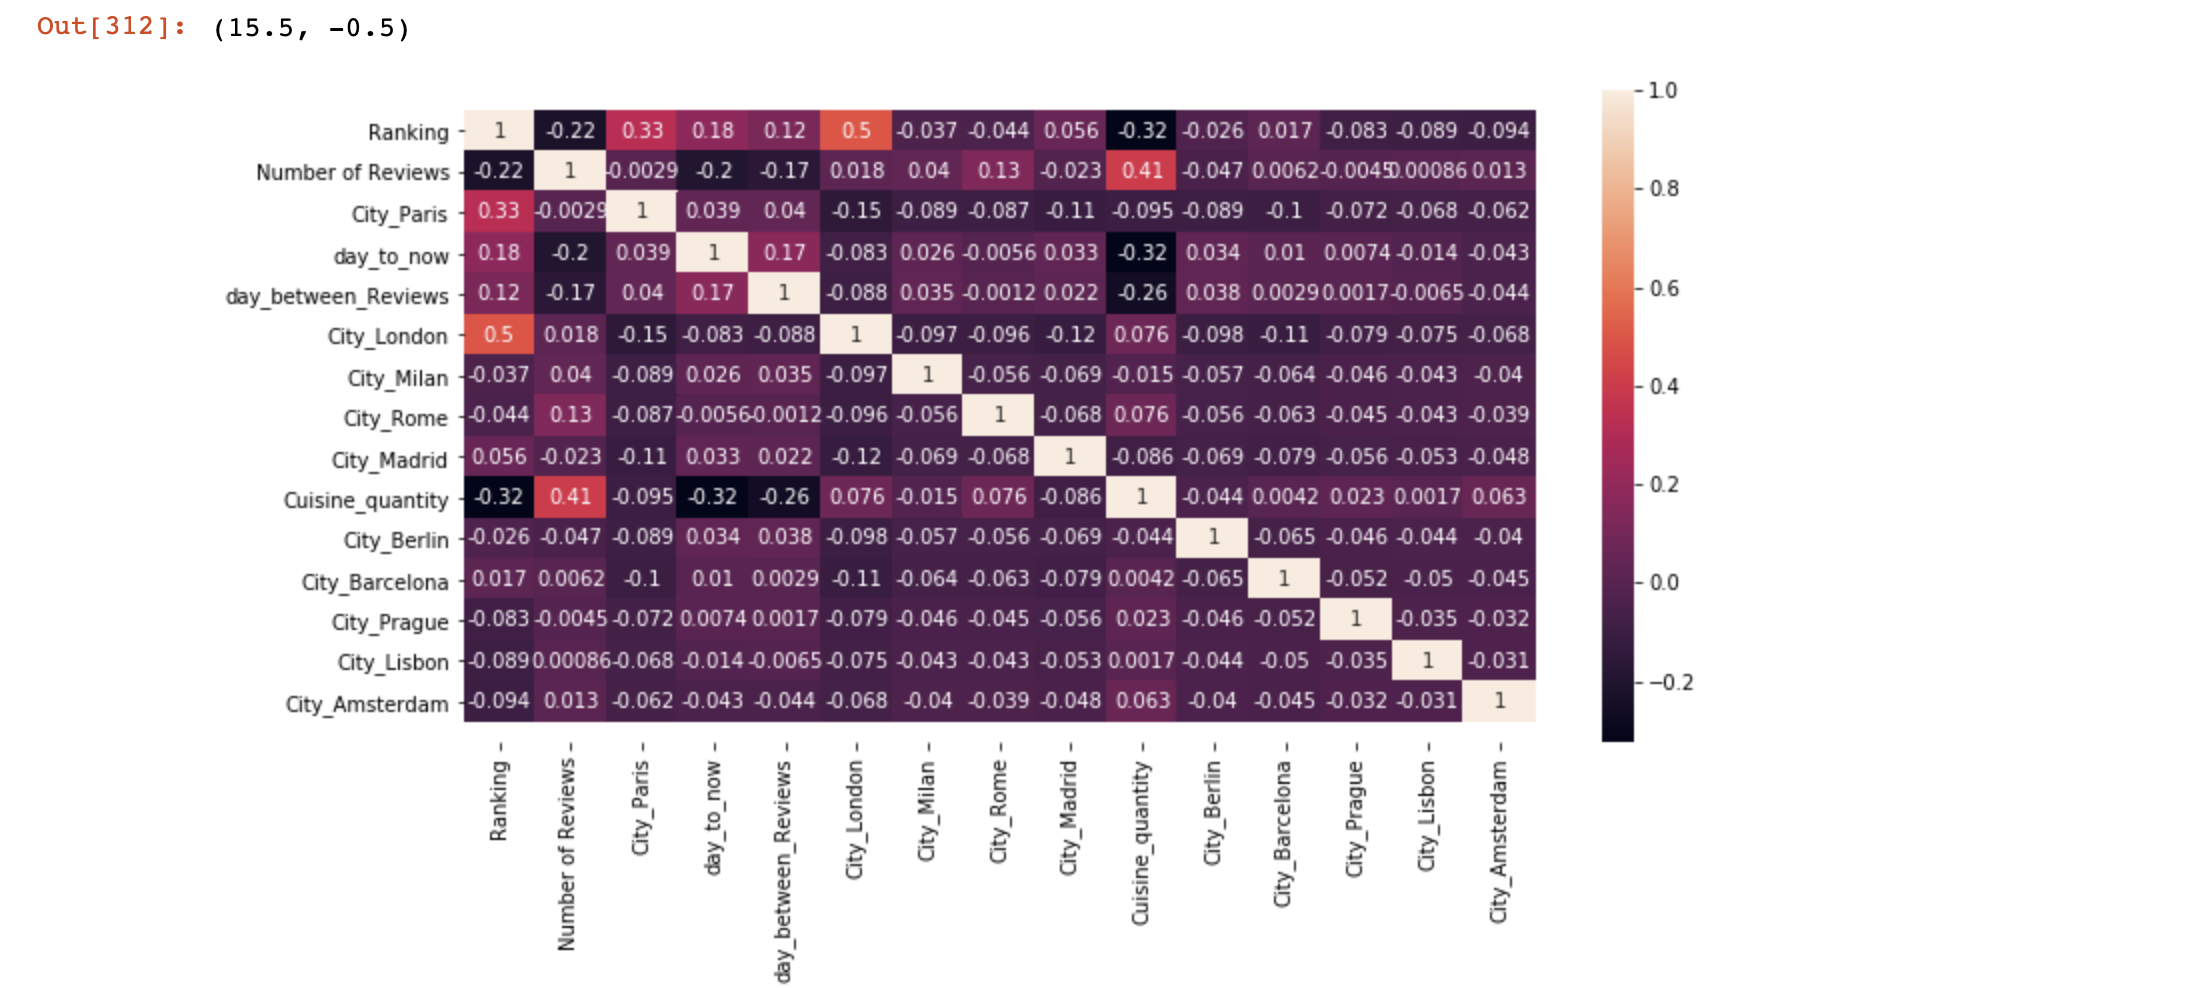 Out[312]: (15.5, -0.5)
1.0
Ranking 1 -0.22 0.33 0.18 0.12 0.5 -0.037 -0.044 0.056 -0.32 -0.026 0.017 -0.083 -0.089 -0.094
Number of Reviews -0.22 1 -0.0029 -0.2 -0.17 0.018 0.04 0.13 -0.023 0.41 -0.047 0.0062 -0.0045 0.00086 0.013
0.8
City_Paris 0.33 -0.0029 1 0.039 0.04 -0.15 -0.089 -0.087 -0.11 -0.095 -0.089 -0.1 -0.072 -0.068 -0.062
day_to_now 0.18 -0.2 0.039 1 0.17 -0.083 0.026 -0.0056 0.033 -0.32 0.034 0.01 0.0074 -0.014 -0.043
0.6
day_between_Reviews 0.12 -0.17 0.04 0.17 1 -0.088 0.035 -0.0012 0.022 -0.26 0.038 0.0029 0.0017 -0.0065 -0.044
City_London 0.5 0.018 -0.15 -0.083 -0.088 1 -0.097 -0.096 -0.12 0.076 -0.098 -0.11 -0.079 -0.075 -0.068
City_Milan -0.037 0.04 -0.089 0.026 0.035 -0.097 1 -0.056 -0.069 -0.015 -0.057 -0.064 -0.046 -0.043 -0.04
0.4
City_Rome -0.044 0.13 -0.087 -0.0056 -0.0012 -0.096 -0.056 1 -0.068 0.076 -0.056 -0.063 -0.045 -0.043 -0.039
City_Madrid 0.056 -0.023 -0.11 0.033 0.022 -0.12 -0.069 -0.068 1 -0.086 -0.069 -0.079 -0.056 -0.053 -0.048
0.2
Cuisine_quantity -0.32 0.41 -0.095 -0.32 -0.26 0.076 -0.015 0.076 -0.086 1 -0.044 0.0042 0.023 0.0017 0.063
City_Berlin -0.026 -0.047 -0.089 0.034 0.038 -0.098 -0.057 -0.056 -0.069 -0.044 1 -0.065 -0.046 -0.044 -0.04
City_Barcelona 0.017 0.0062 -0.1 0.01 0.0029 -0.11 -0.064 -0.063 -0.079 0.0042 -0.065 1 -0.052 -0.05 -0.045
0.0
City_Prague -0.083 -0.0045 -0.072 0.0074 0.0017 -0.079 -0.046 -0.045 -0.056 0.023 -0.046 -0.052 1 -0.035 -0.032
City_Lisbon -0.089 0.00086 -0.068 -0.014 -0.0065 -0.075 -0.043 -0.043 -0.053 0.0017 -0.044 -0.05 -0.035 1 -0.031
−0.2
City_Amsterdam -0.094 0.013 -0.062 -0.043 -0.044 -0.068 -0.04 -0.039 -0.048 0.063 -0.04 -0.045 -0.032 -0.031 1
Ranking
Number of Reviews
City_Paris
day_to_now
day_between_Reviews
City_London
City_Milan
City_Rome
City_Madrid
Cuisine_quantity
City_Berlin
City_Barcelona
City_Prague
City_Lisbon
City_Amsterdam